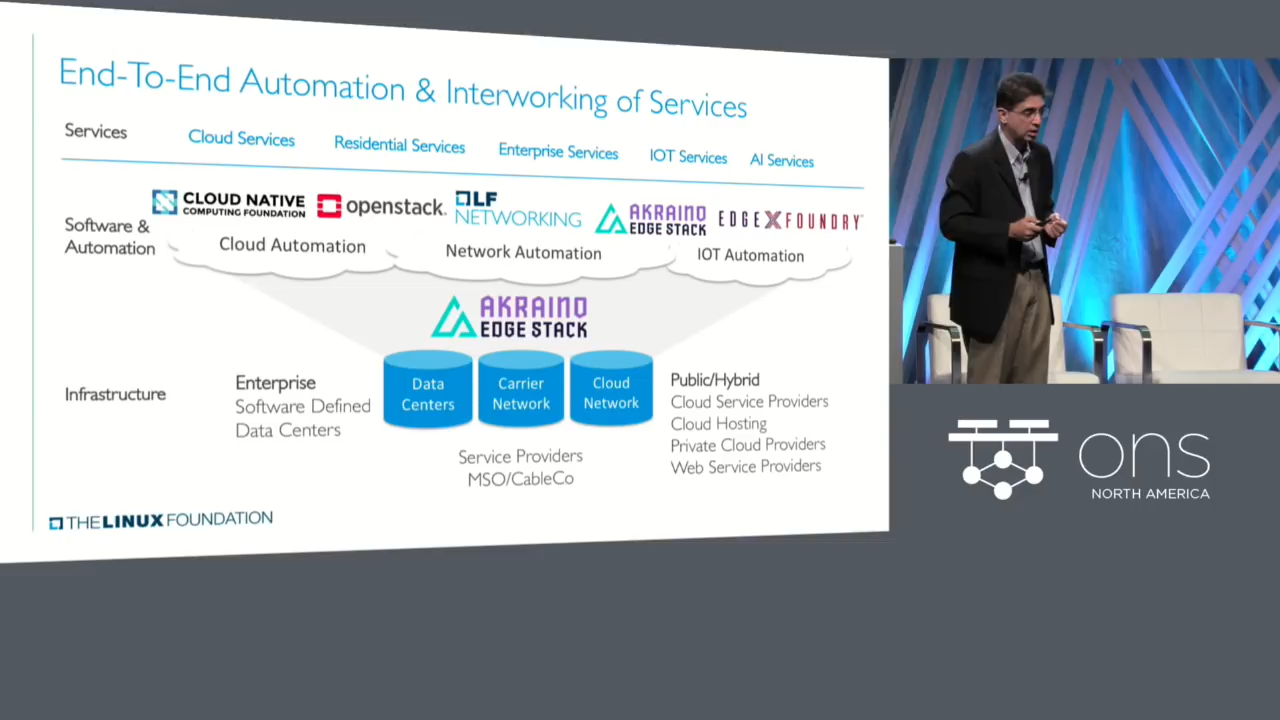 End-To-End Automation & Interworking of Services
Services
Cloud Services
Residential Services
Enterprise Services
IOT Services
AI Services
Software &
Automation
CLOUD NATIVE
COMPUTING FOUNDATION
openstack.
LF
NETWORKING
AKRAINO
EDGE STACK
EDGE X FOUNDRY
Cloud Automation
Network Automation
IOT Automation
AKRAINO
EDGE STACK
Infrastructure
Enterprise
Software Defined
Data Centers
Data
Centers
Carrier
Network
Cloud
Network
Service Providers
MSO/CableCo
Public/Hybrid
Cloud Service Providers
Cloud Hosting
Private Cloud Providers
Web Service Providers
THE LINUX FOUNDATION
ons
NORTH AMERICA